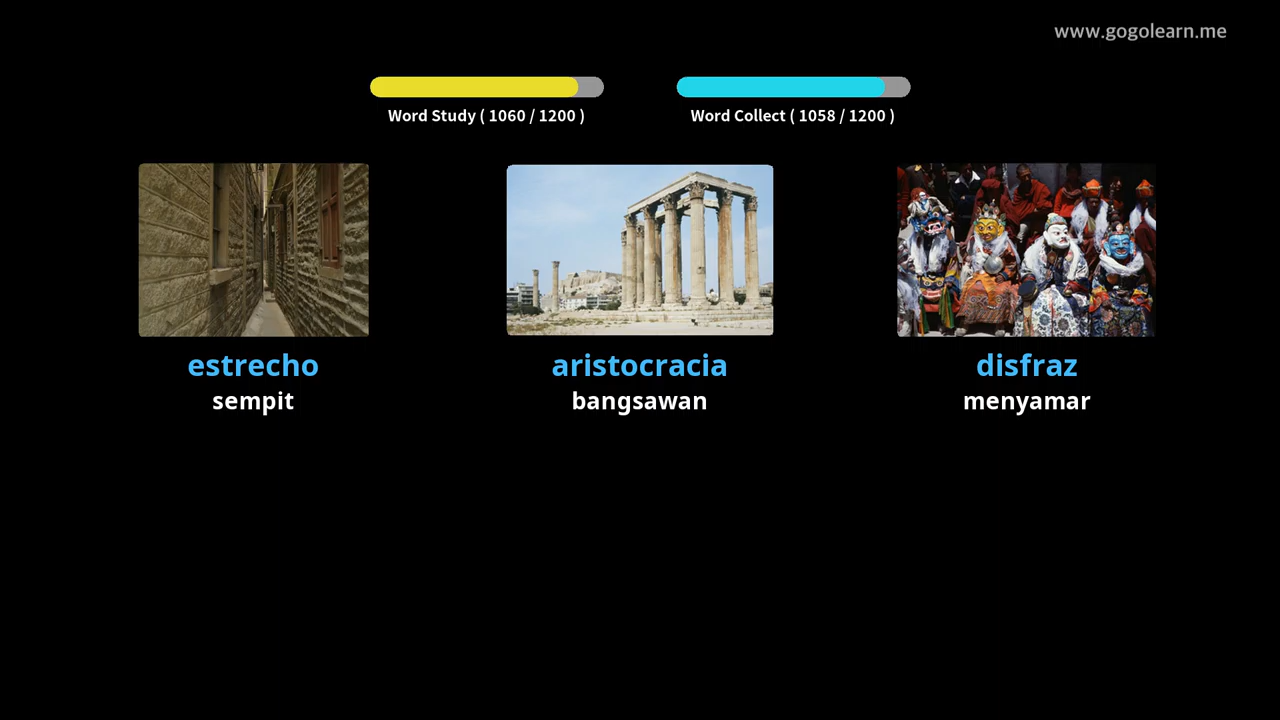 www.gogolearn.me
Word Study ( 1060 / 1200 )
Word Collect ( 1058 / 1200 )
estrecho
sempit
aristocracia
bangsawan
disfraz
menyamar